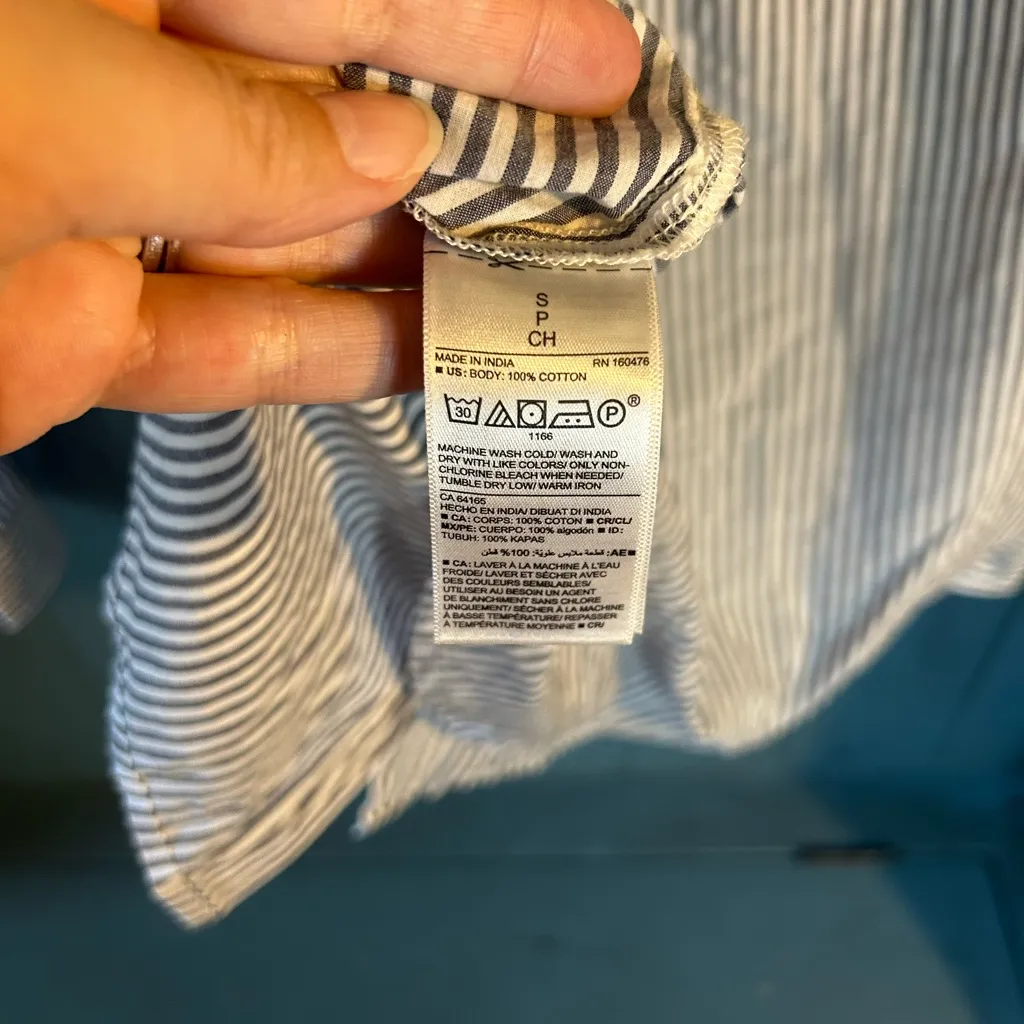 S
P
CH
MADE IN INDIA RN 160476
■ US: BODY: 100% COTTON
30 P ®
1166
MACHINE WASH COLD/ WASH AND
DRY WITH LIKE COLORS/ ONLY NON-
CHLORINE BLEACH WHEN NEEDED/
TUMBLE DRY LOW/ WARM IRON
CA 64165
HECHO EN INDIA/ DIBUAT DI INDIA
■ CA: CORPS: 100% COTON ■ CR/CL/
MX/PE: CUERPO: 100% algodón ■ ID:
TUBUH: 100% KAPAS
■AE: قطعة ملابس علويّة: 100% قطن
■ CA: LAVER À LA MACHINE À L'EAU
FROIDE/ LAVER ET SÉCHER AVEC
DES COULEURS SEMBLABLES/
UTILISER AU BESOIN UN AGENT
DE BLANCHIMENT SANS CHLORE
UNIQUEMENT/ SÉCHER À LA MACHINE
À BASSE TEMPÉRATURE/ REPASSER
À TEMPÉRATURE MOYENNE ■ CR/